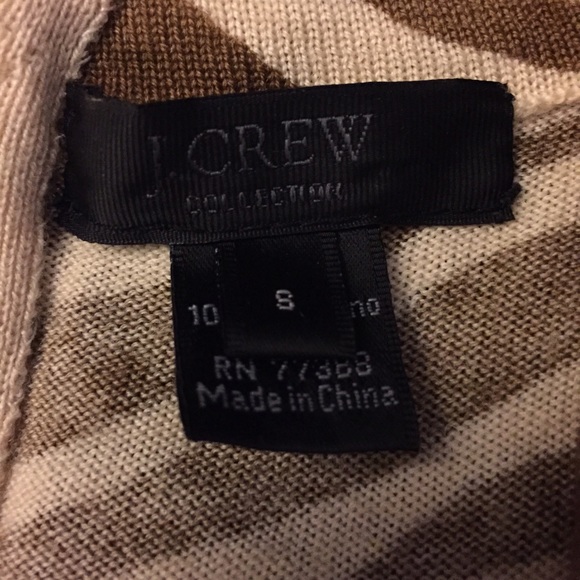 J.CREW
COLLECTION
S
10 no
RN 77388
Made in China